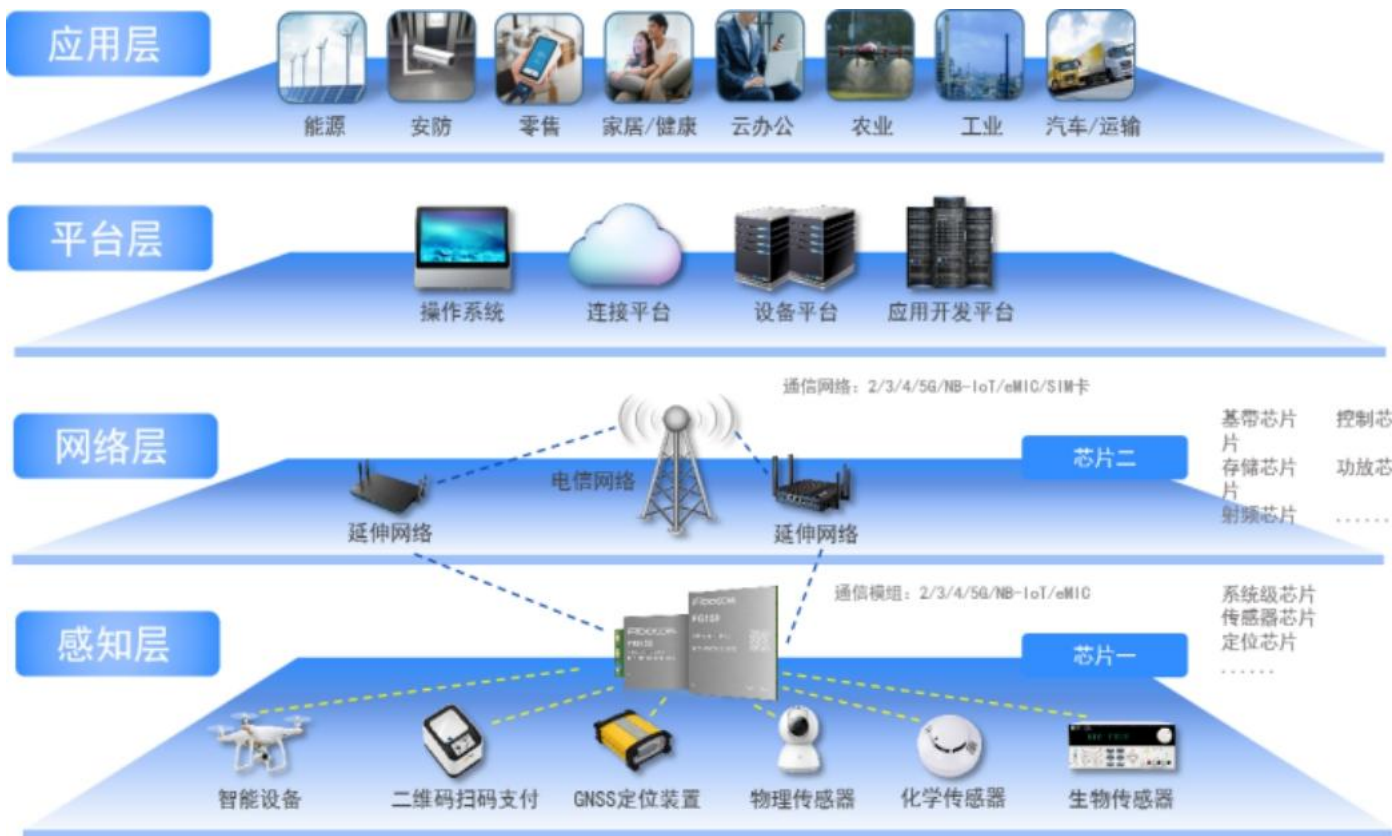 应用层
能源
安防
零售
家居/健康
云办公
农业
工业
汽车/运输
平台层
操作系统
连接平台
设备平台
应用开发平台
通信网络：2/3/4/5G/NB-IoT/eMIC/SIM卡
网络层
电信网络
延伸网络
延伸网络
芯片二
基带芯片 控制芯
片
存储芯片 功放芯
片
射频芯片 ......
通信模组：2/3/4/5G/NB-IoT/eMIC
感知层
芯片一
系统级芯片
传感器芯片
定位芯片
......
智能设备
二维码扫码支付
GNSS定位装置
物理传感器
化学传感器
生物传感器